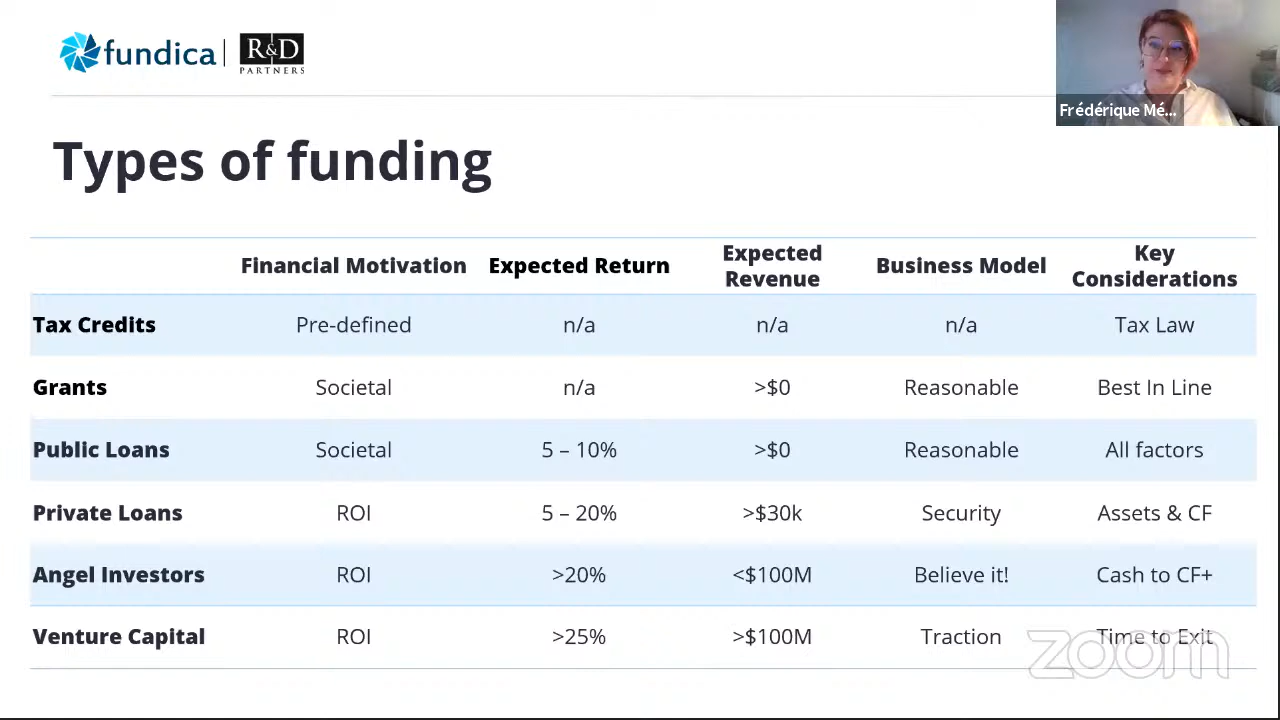 fundica | R&D
PARTNERS
Frédérique Mé...
Types of funding
Financial Motivation Expected Return Expected Revenue Business Model Key Considerations
Tax Credits Pre-defined n/a n/a n/a Tax Law
Grants Societal n/a >$0 Reasonable Best In Line
Public Loans Societal 5 – 10% >$0 Reasonable All factors
Private Loans ROI 5 – 20% >$30k Security Assets & CF
Angel Investors ROI >20% <$100M Believe it! Cash to CF+
Venture Capital ROI >25% >$100M Traction Time to Exit
zoom